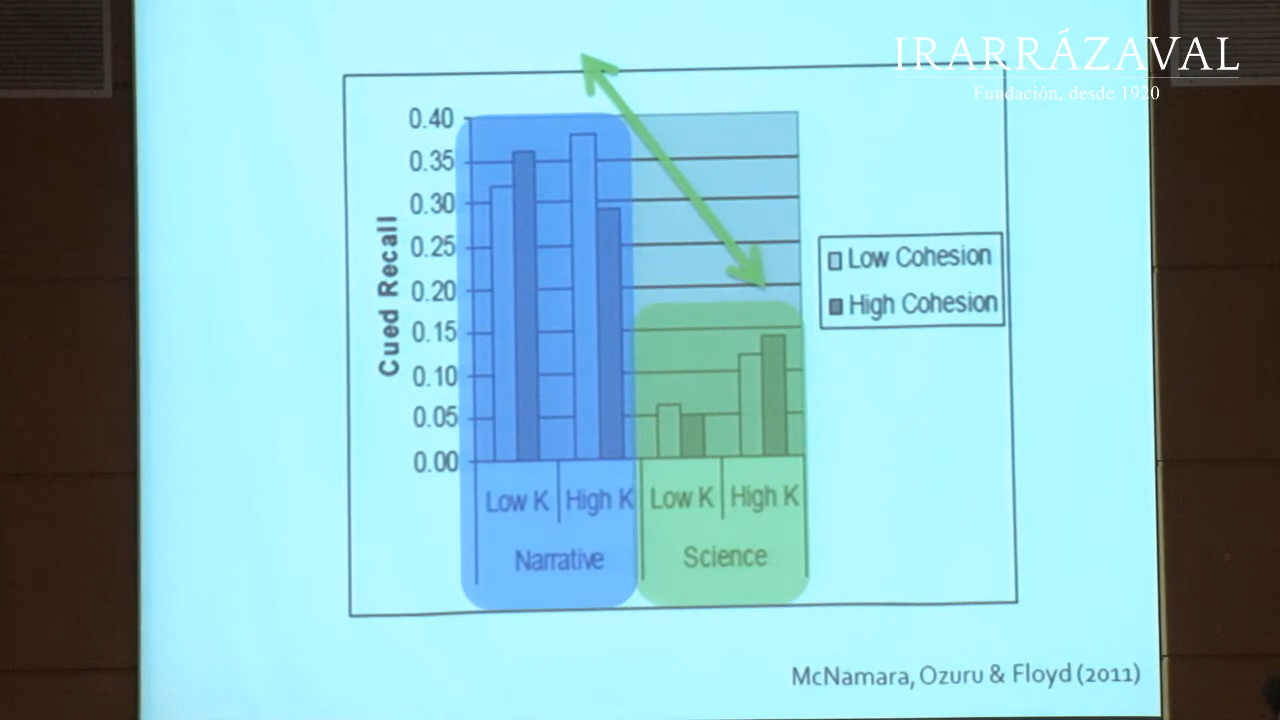 IRARRÁZAVAL
Fundación, desde 1920
0.40
0.35
0.30
0.25
0.20
0.15
0.10
0.05
0.00
Cued Recall
Low Cohesion
High Cohesion
Low K High K Low K High K
Narrative Science
McNamara, Ozuru & Floyd (2011)